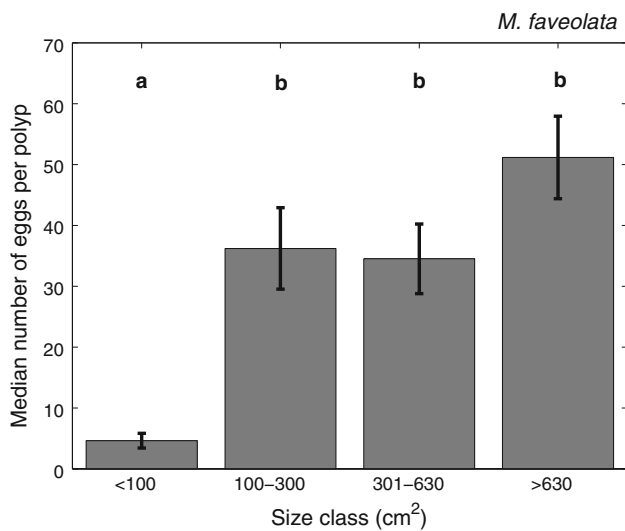 M. faveolata
70
60
50
40
30
20
10
0
a b b b
Median number of eggs per polyp
<100 100–300 301–630 >630
Size class (cm²)